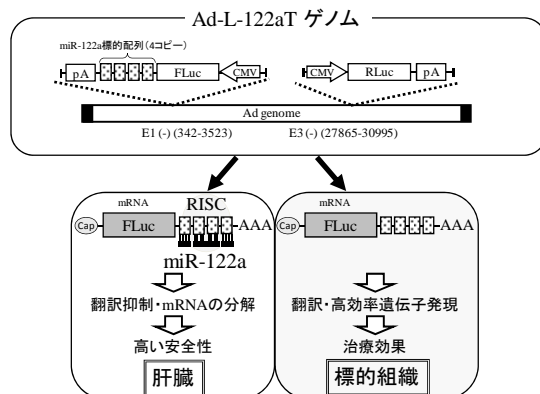 Ad-L-122aT ゲノム
miR-122a標的配列(4コピー)
pA FLuc CMV CMV RLuc pA
Ad genome
E1 (-) (342-3523) E3 (-) (27865-30995)
mRNA RISC
Cap FLuc AAA
miR-122a
翻訳抑制・mRNAの分解
高い安全性
肝臓
mRNA
Cap FLuc AAA
翻訳・高効率遺伝子発現
治療効果
標的組織